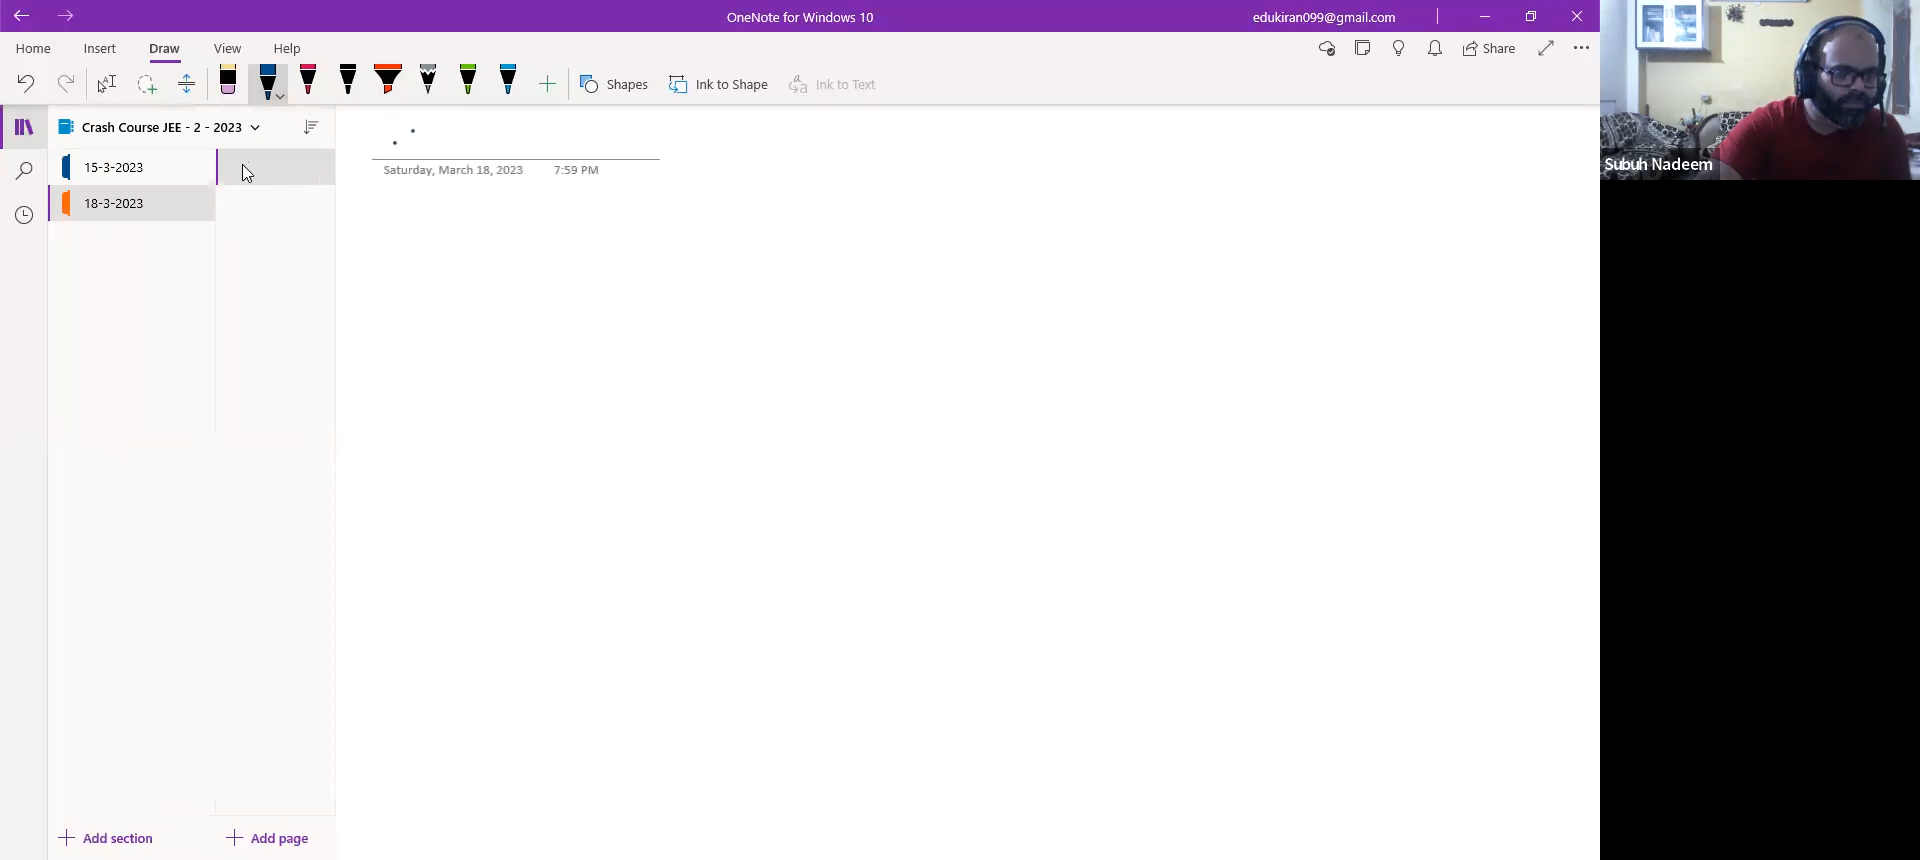 OneNote for Windows 10
edukiran099@gmail.com
Home Insert Draw View Help
Share
Shapes Ink to Shape Ink to Text
Crash Course JEE - 2 - 2023
15-3-2023
18-3-2023
Saturday, March 18, 2023 7:59 PM
Subuh Nadeem
Add section Add page